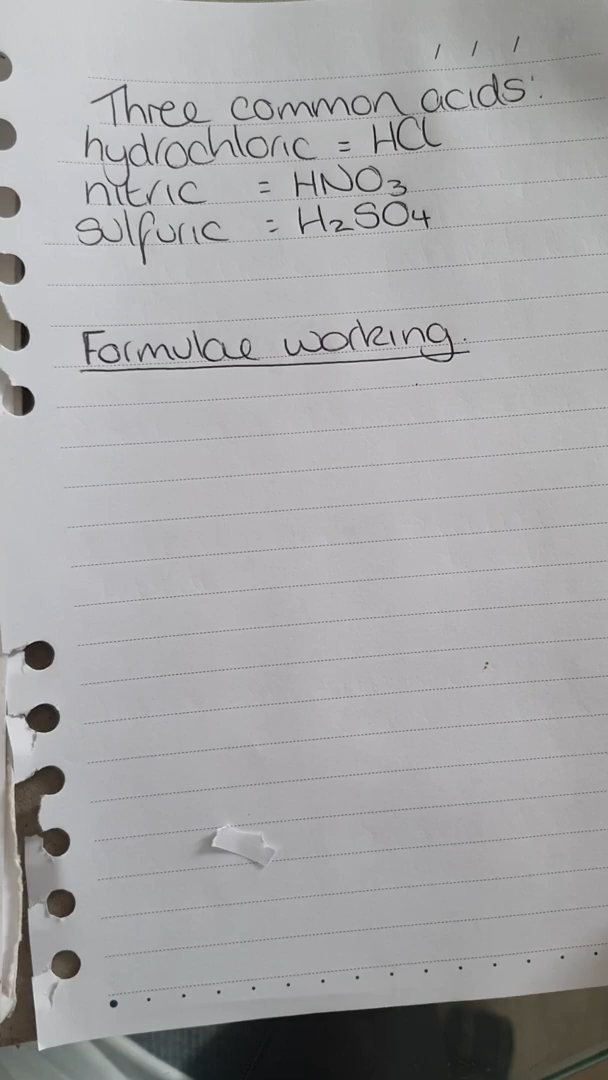 / / /
Three common acids:
hydrochloric = HCl
nitric = HNO3
sulfuric = H2SO4
Formulae working.